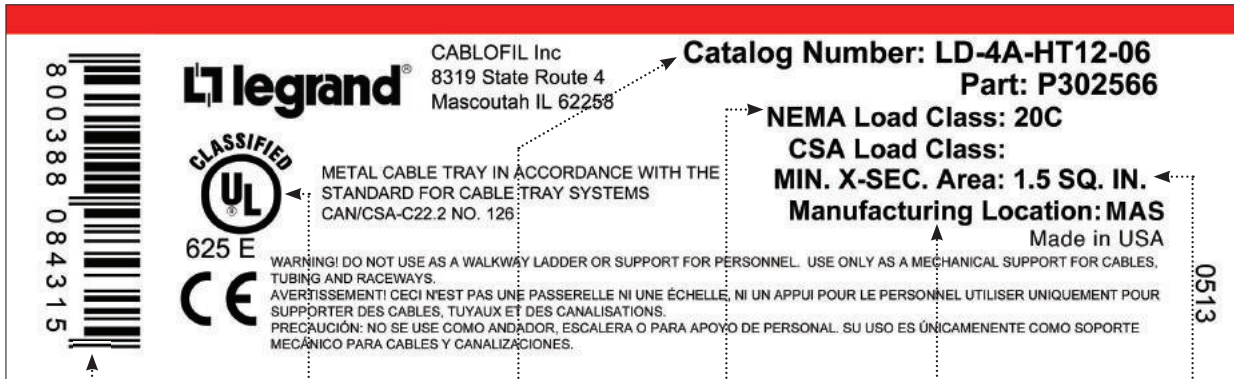 800388 084315
legrand®
CABLOFIL Inc
8319 State Route 4
Mascoutah IL 62258
Catalog Number: LD-4A-HT12-06
Part: P302566
NEMA Load Class: 20C
CSA Load Class:
MIN. X-SEC. Area: 1.5 SQ. IN.
Manufacturing Location: MAS
Made in USA
CLASSIFIED
UL®
625 E
METAL CABLE TRAY IN ACCORDANCE WITH THE
STANDARD FOR CABLE TRAY SYSTEMS
CAN/CSA-C22.2 NO. 126
CE
WARNING! DO NOT USE AS A WALKWAY LADDER OR SUPPORT FOR PERSONNEL. USE ONLY AS A MECHANICAL SUPPORT FOR CABLES,
TUBING AND RACEWAYS.
AVERTISSEMENT! CECI N'EST PAS UNE PASSERELLE NI UNE ÉCHELLE, NI UN APPUI POUR LE PERSONNEL UTILISER UNIQUEMENT POUR
SUPPORTER DES CABLES, TUYAUX ET DES CANALISATIONS.
PRECAUCIÓN: NO SE USE COMO ANDADOR, ESCALERA O PARA APOYO DE PERSONAL. SU USO ES ÚNICAMENENTE COMO SOPORTE
MECÁNICO PARA CABLES Y CANALIZACIONES.
0513